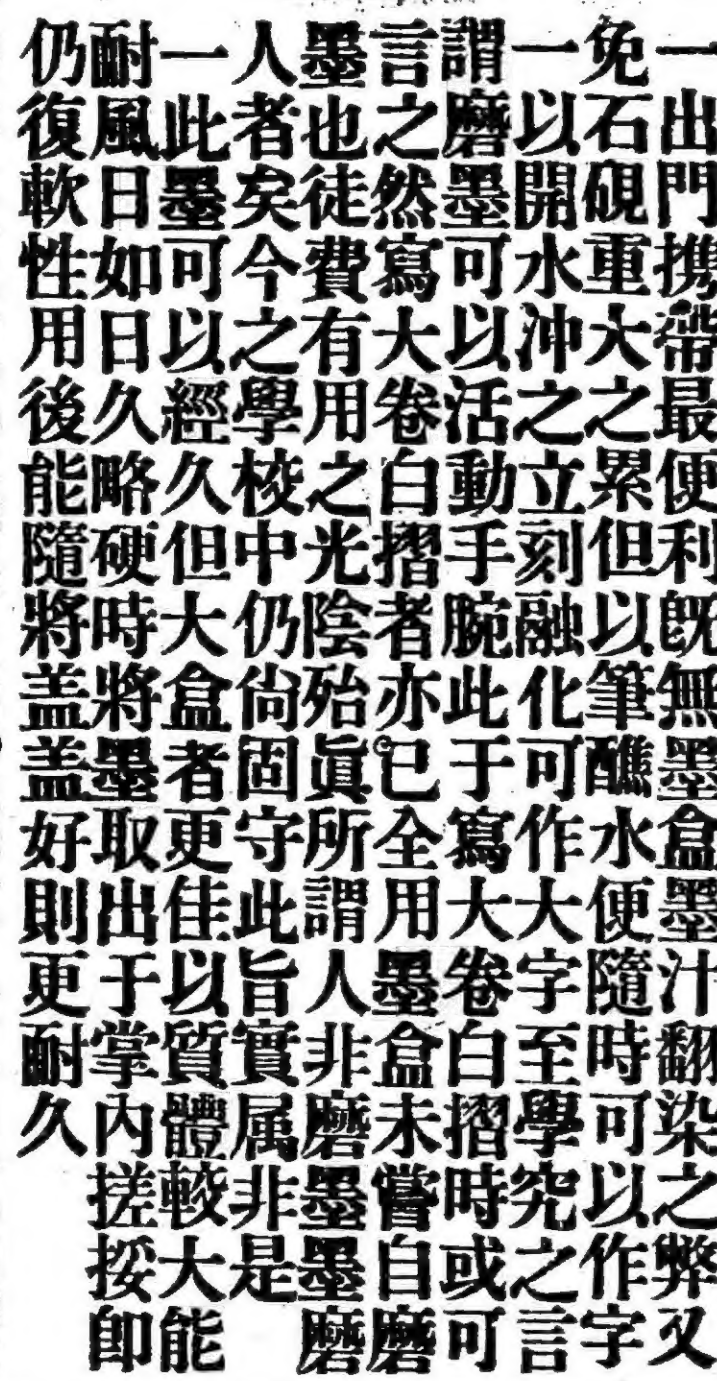 一出門攜帶最便利既無墨盒墨汁翻染之弊又
免石硯重大之累但以筆醮水便隨時可以作字
一以開水沖之立刻融化可作大字至學究之言
謂磨墨可以活動手腕此于寫大卷白摺時或可
言之然寫大卷白摺者亦已全用墨盒未嘗自磨
墨也徒費有用之光陰殆眞所謂人非磨墨墨磨
人者矣今之學校中仍尙固守此旨實属非是
一此墨可以經久但大盒者更佳以質體較大能
耐風日如日久略硬時將墨取出于掌內搓挼卽
仍復軟性用後能隨將盖盖好則更耐久